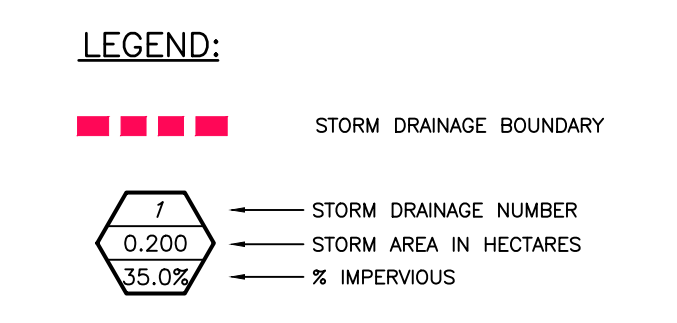 LEGEND:
STORM DRAINAGE BOUNDARY
1 STORM DRAINAGE NUMBER
0.200 STORM AREA IN HECTARES
35.0% % IMPERVIOUS